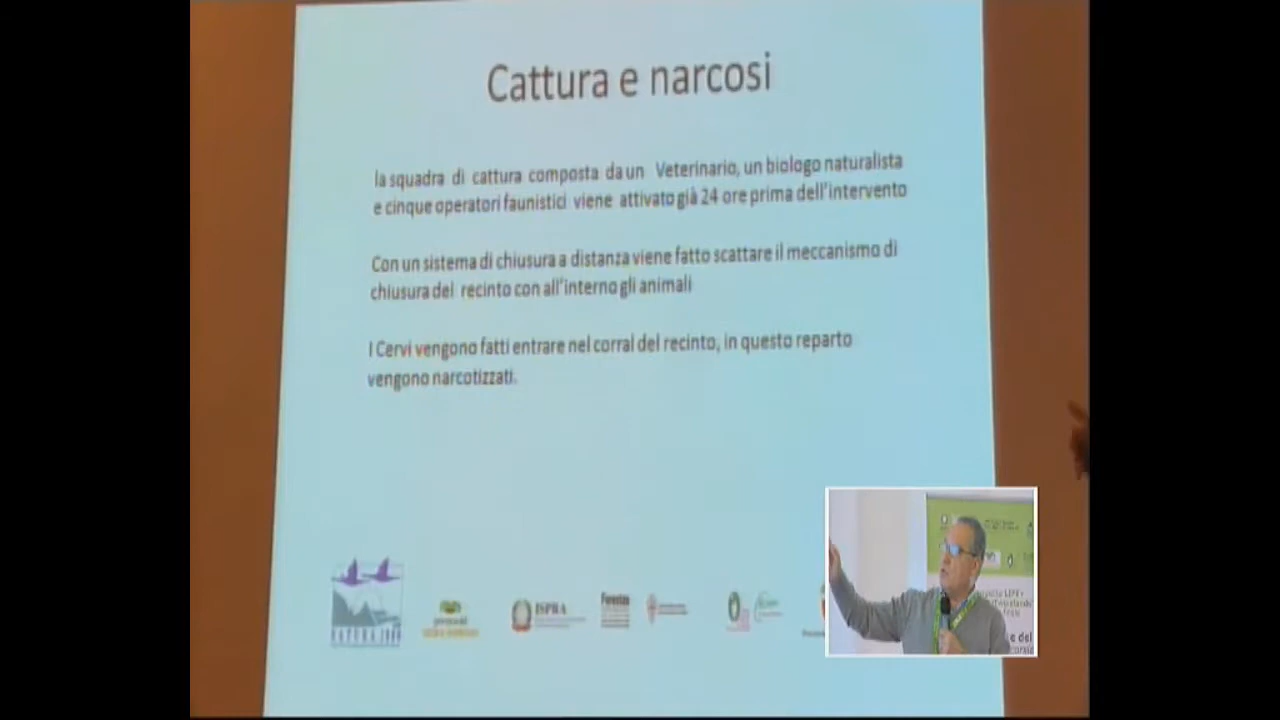 Cattura e narcosi
la squadra di cattura composta da un Veterinario, un biologo naturalista
e cinque operatori faunistici viene attivato già 24 ore prima dell'intervento
Con un sistema di chiusura a distanza viene fatto scattare il meccanismo di
chiusura del recinto con all'interno gli animali
I Cervi vengono fatti entrare nel corral del recinto, in questo reparto
vengono narcotizzati.
ISPRA
e del